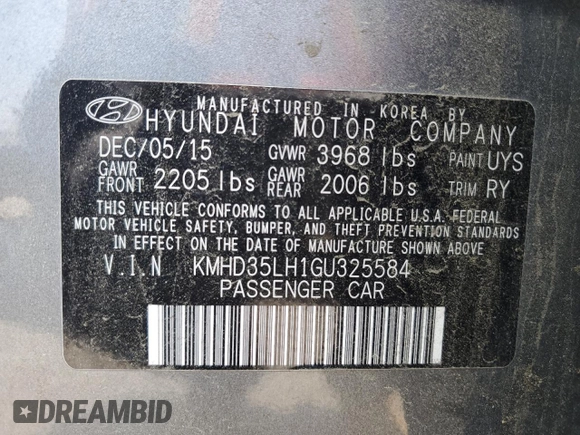 MANUFACTURED IN KOREA BY
HYUNDAI MOTOR COMPANY
DEC/05/15 GVWR 3968 lbs PAINT UYS
GAWR FRONT 2205 lbs GAWR REAR 2006 lbs TRIM RY
THIS VEHICLE CONFORMS TO ALL APPLICABLE U.S.A. FEDERAL
MOTOR VEHICLE SAFETY, BUMPER, AND THEFT PREVENTION STANDARDS
IN EFFECT ON THE DATE OF MANUFACTURE SHOWN ABOVE
V.I.N KMHD35LH1GU325584
PASSENGER CAR
DREAMBID